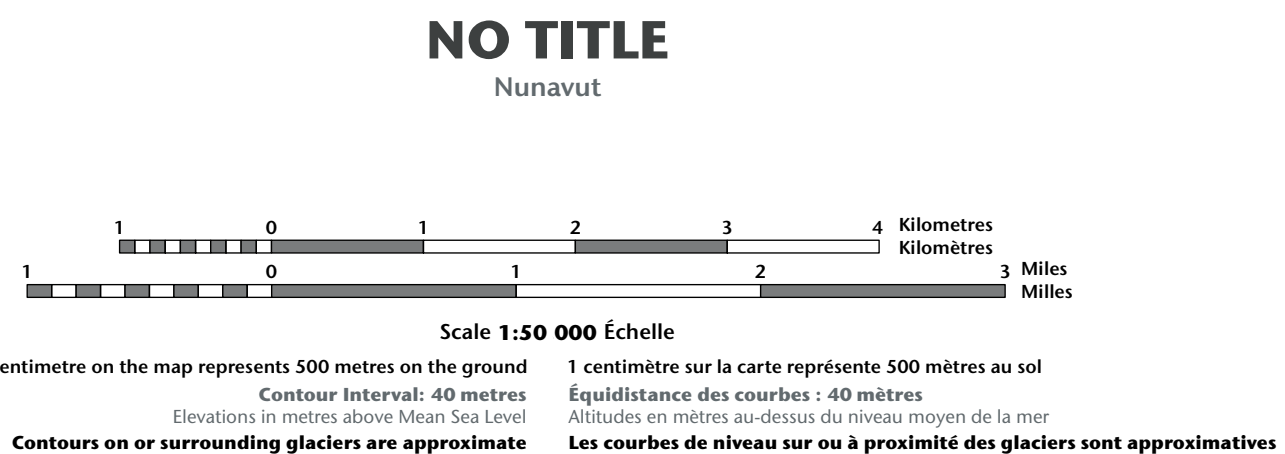 NO TITLE
Nunavut
1 0 1 2 3 4 Kilometres
Kilomètres
1 0 1 2 3 Miles
Milles
Scale 1:50 000 Échelle
centimetre on the map represents 500 metres on the ground
1 centimètre sur la carte représente 500 mètres au sol
Contour Interval: 40 metres
Équidistance des courbes : 40 mètres
Elevations in metres above Mean Sea Level
Altitudes en mètres au-dessus du niveau moyen de la mer
Contours on or surrounding glaciers are approximate
Les courbes de niveau sur ou à proximité des glaciers sont approximatives